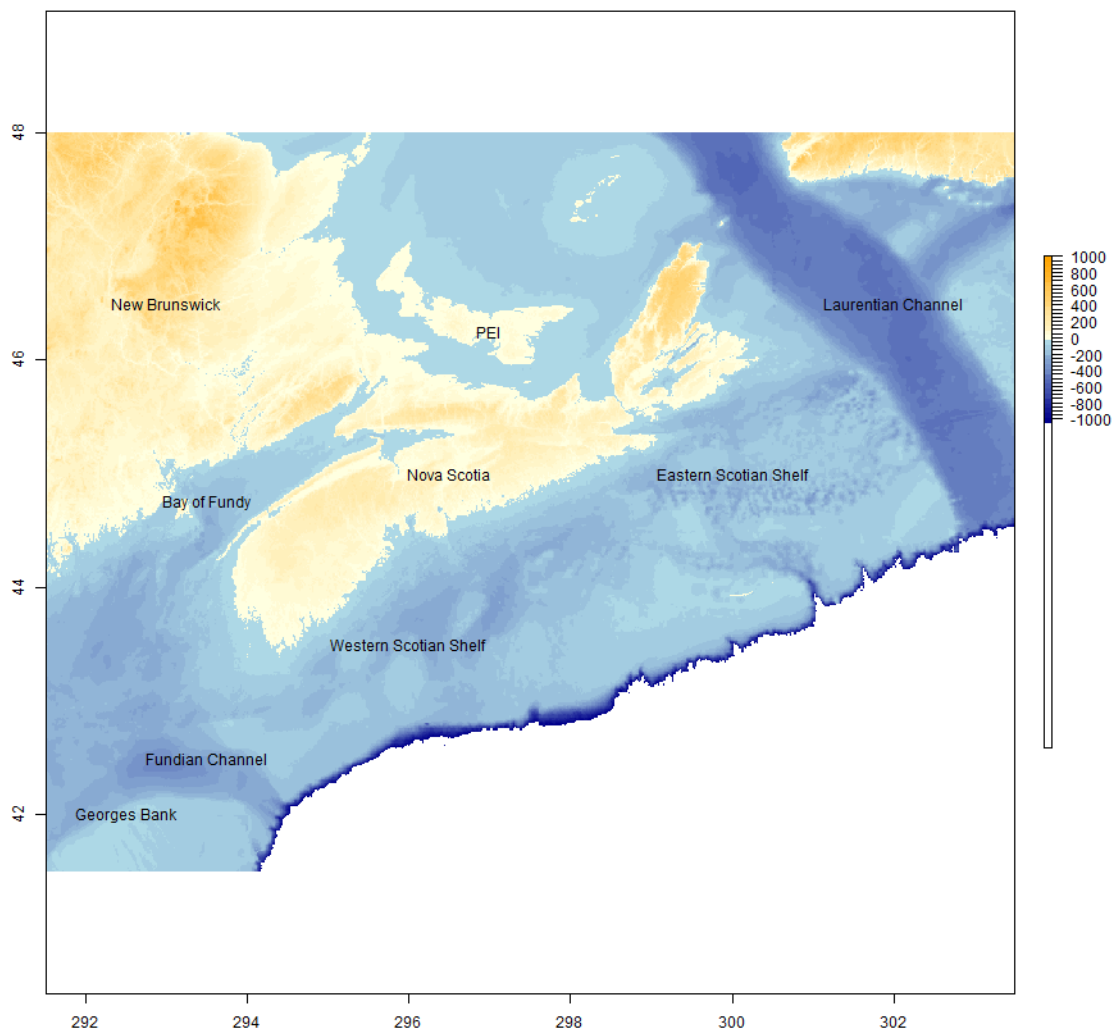 48
1000
800
600
New Brunswick
Laurentian Channel
400
200
PEI
0
46
-200
-400
-600
-800
-1000
Nova Scotia
Eastern Scotian Shelf
Bay of Fundy
44
Western Scotian Shelf
Fundian Channel
42
Georges Bank
292
294
296
298
300
302